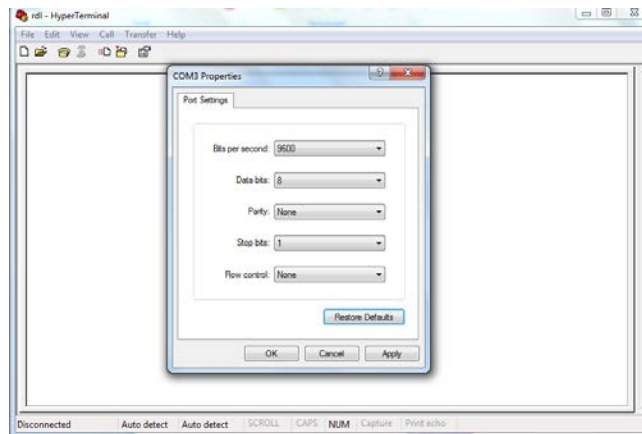 rdl - HyperTerminal
File Edit View Call Transfer Help
COM3 Properties
Port Settings
Bits per second: 9600
Data bits: 8
Parity: None
Stop bits: 1
Flow control: None
Restore Defaults
OK Cancel Apply
Disconnected Auto detect Auto detect SCROLL CAPS NUM Capture Print echo